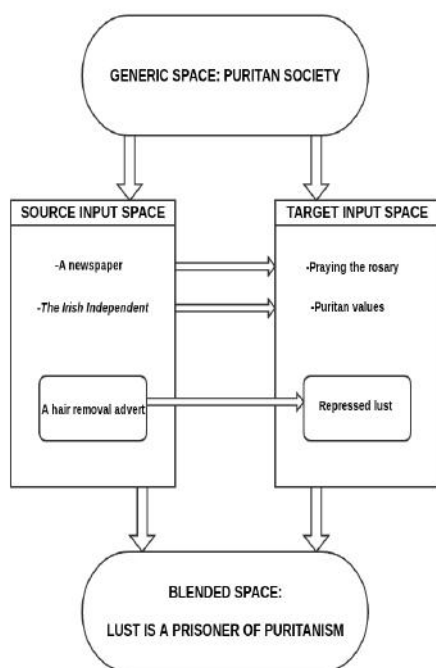 GENERIC SPACE: PURITAN SOCIETY
SOURCE INPUT SPACE
-A newspaper
-The Irish Independent
A hair removal advert
TARGET INPUT SPACE
-Praying the rosary
-Puritan values
Repressed lust
BLENDED SPACE:
LUST IS A PRISONER OF PURITANISM